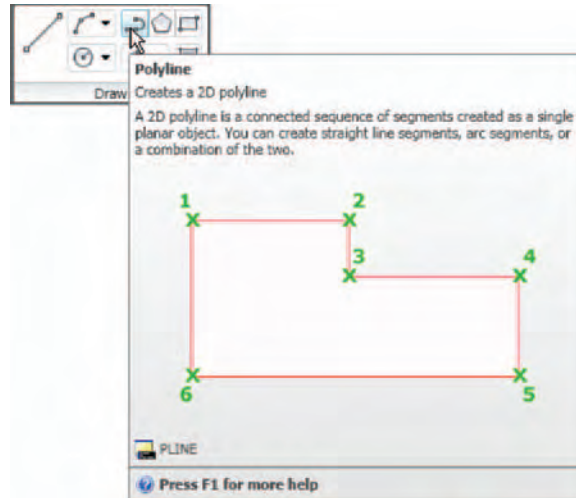 Draw
Polyline
Creates a 2D polyline
A 2D polyline is a connected sequence of segments created as a single
planar object. You can create straight line segments, arc segments, or
a combination of the two.
1 2
3 4
6 5
PLINE
Press F1 for more help